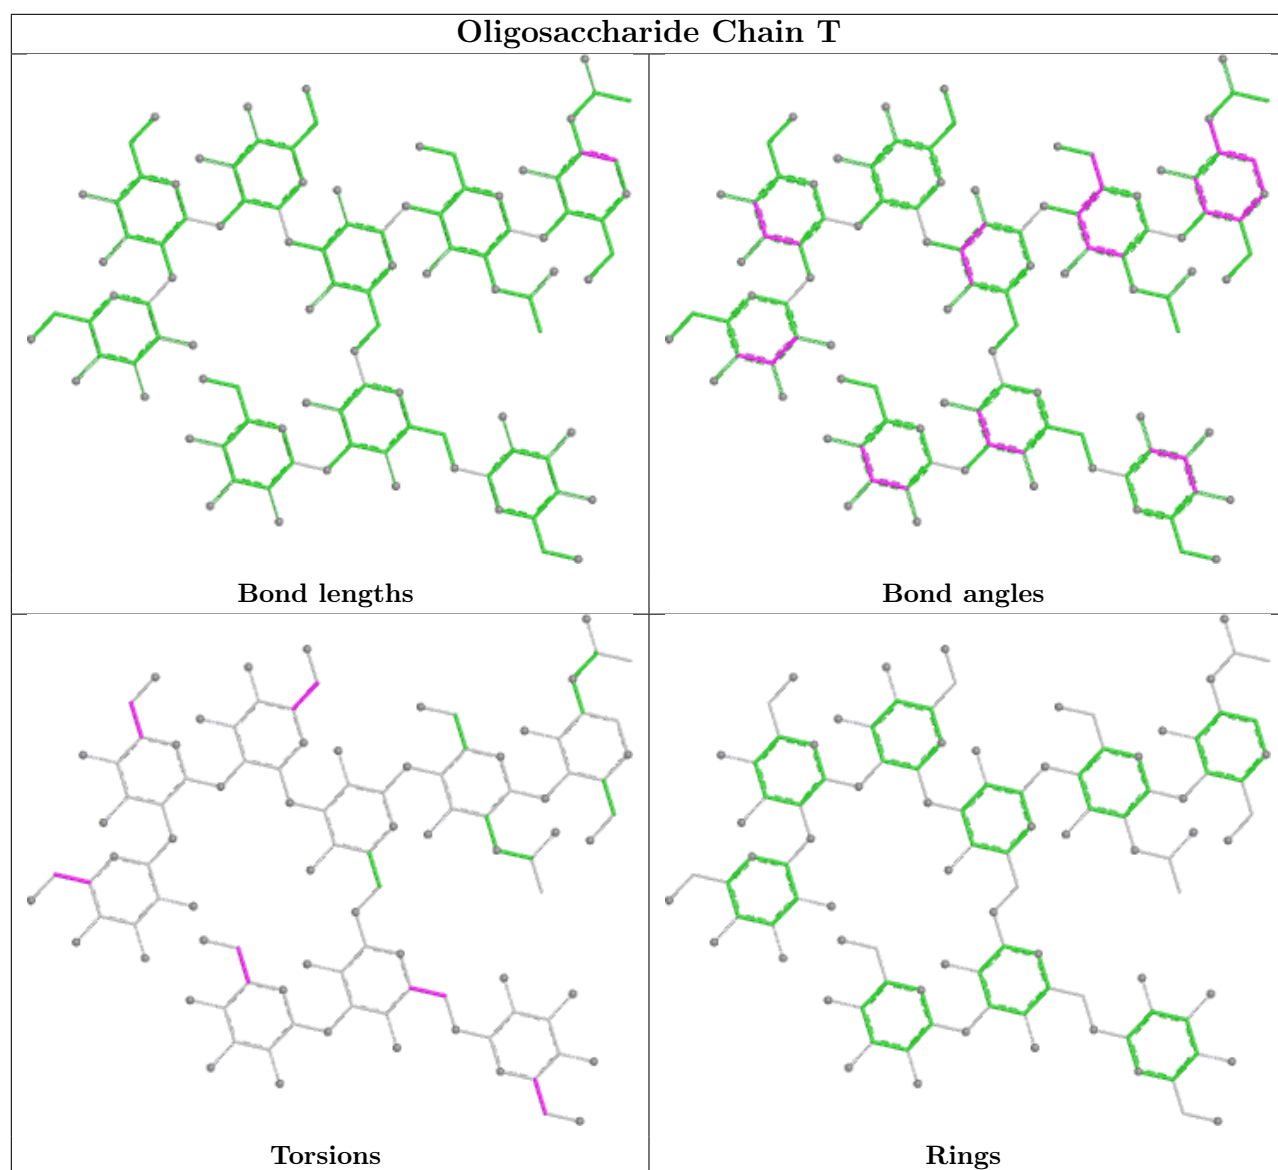 Oligosaccharide Chain T
Bond lengths
Bond angles
Torsions
Rings